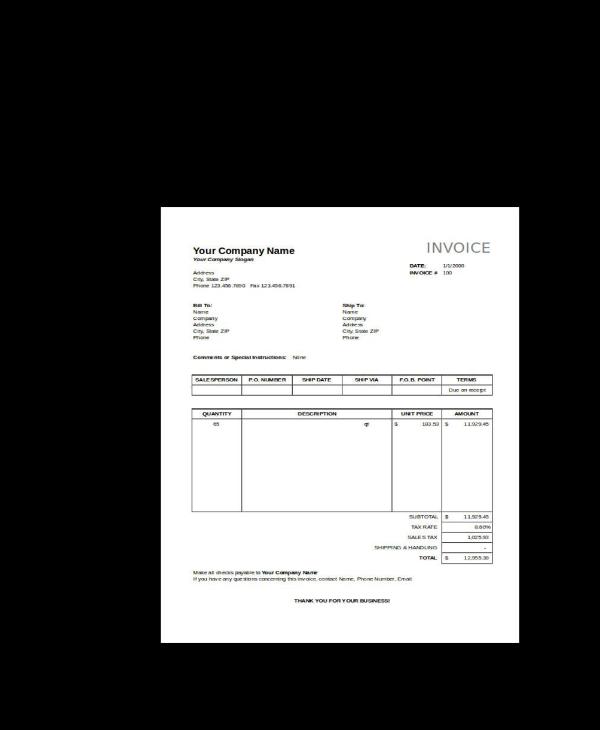 INVOICE
Your Company Name
Your Company Slogan
DATE: 1/1/2000
INVOICE # 100
Address
City, State ZIP
Phone 123.456.7890 Fax 123.456.7891
Bill To: Ship To:
Name Name
Company Company
Address Address
City, State ZIP City, State ZIP
Phone Phone
Comments or Special Instructions: None
SALESPERSON P.O. NUMBER SHIP DATE SHIP VIA F.O.B. POINT TERMS
Due on receipt
QUANTITY DESCRIPTION UNIT PRICE AMOUNT
65 $ 183.53 $ 11,929.45
SUBTOTAL $ 11,929.45
TAX RATE 8.60%
SALES TAX 1,025.93
SHIPPING & HANDLING -
TOTAL $ 12,955.38
Make all checks payable to Your Company Name
If you have any questions concerning this invoice, contact Name, Phone Number, Email
THANK YOU FOR YOUR BUSINESS!